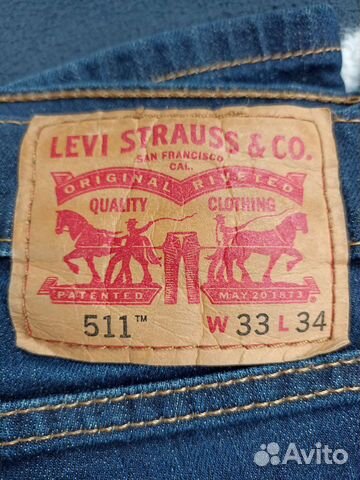 LEVI STRAUSS & CO.
SAN FRANCISCO
CAL.
ORIGINAL RIVETED
QUALITY CLOTHING
PATENTED MAY 20 1873
511™ W 33 L 34
Avito